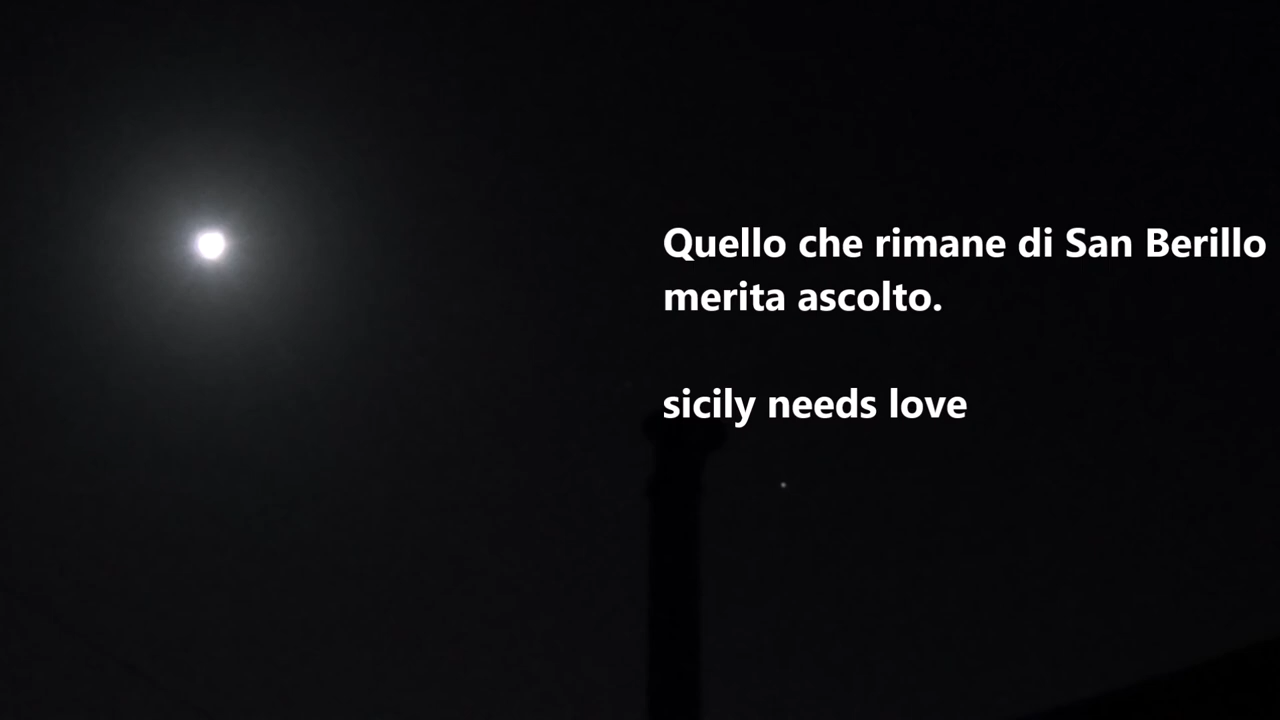 Quello che rimane di San Berillo
merita ascolto.
sicily needs love